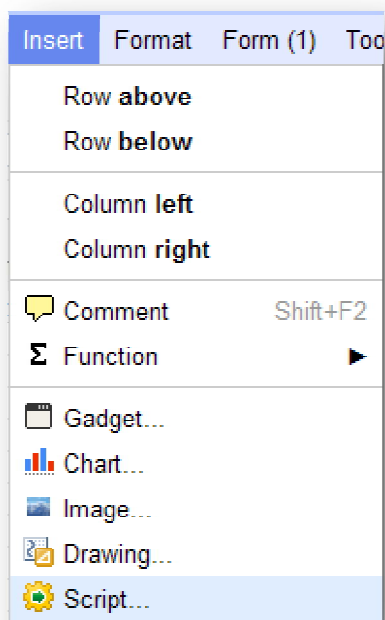 Insert Format Form (1) Too
Row above
Row below
Column left
Column right
Comment Shift+F2
Σ Function
Gadget...
Chart...
Image...
Drawing...
Script...